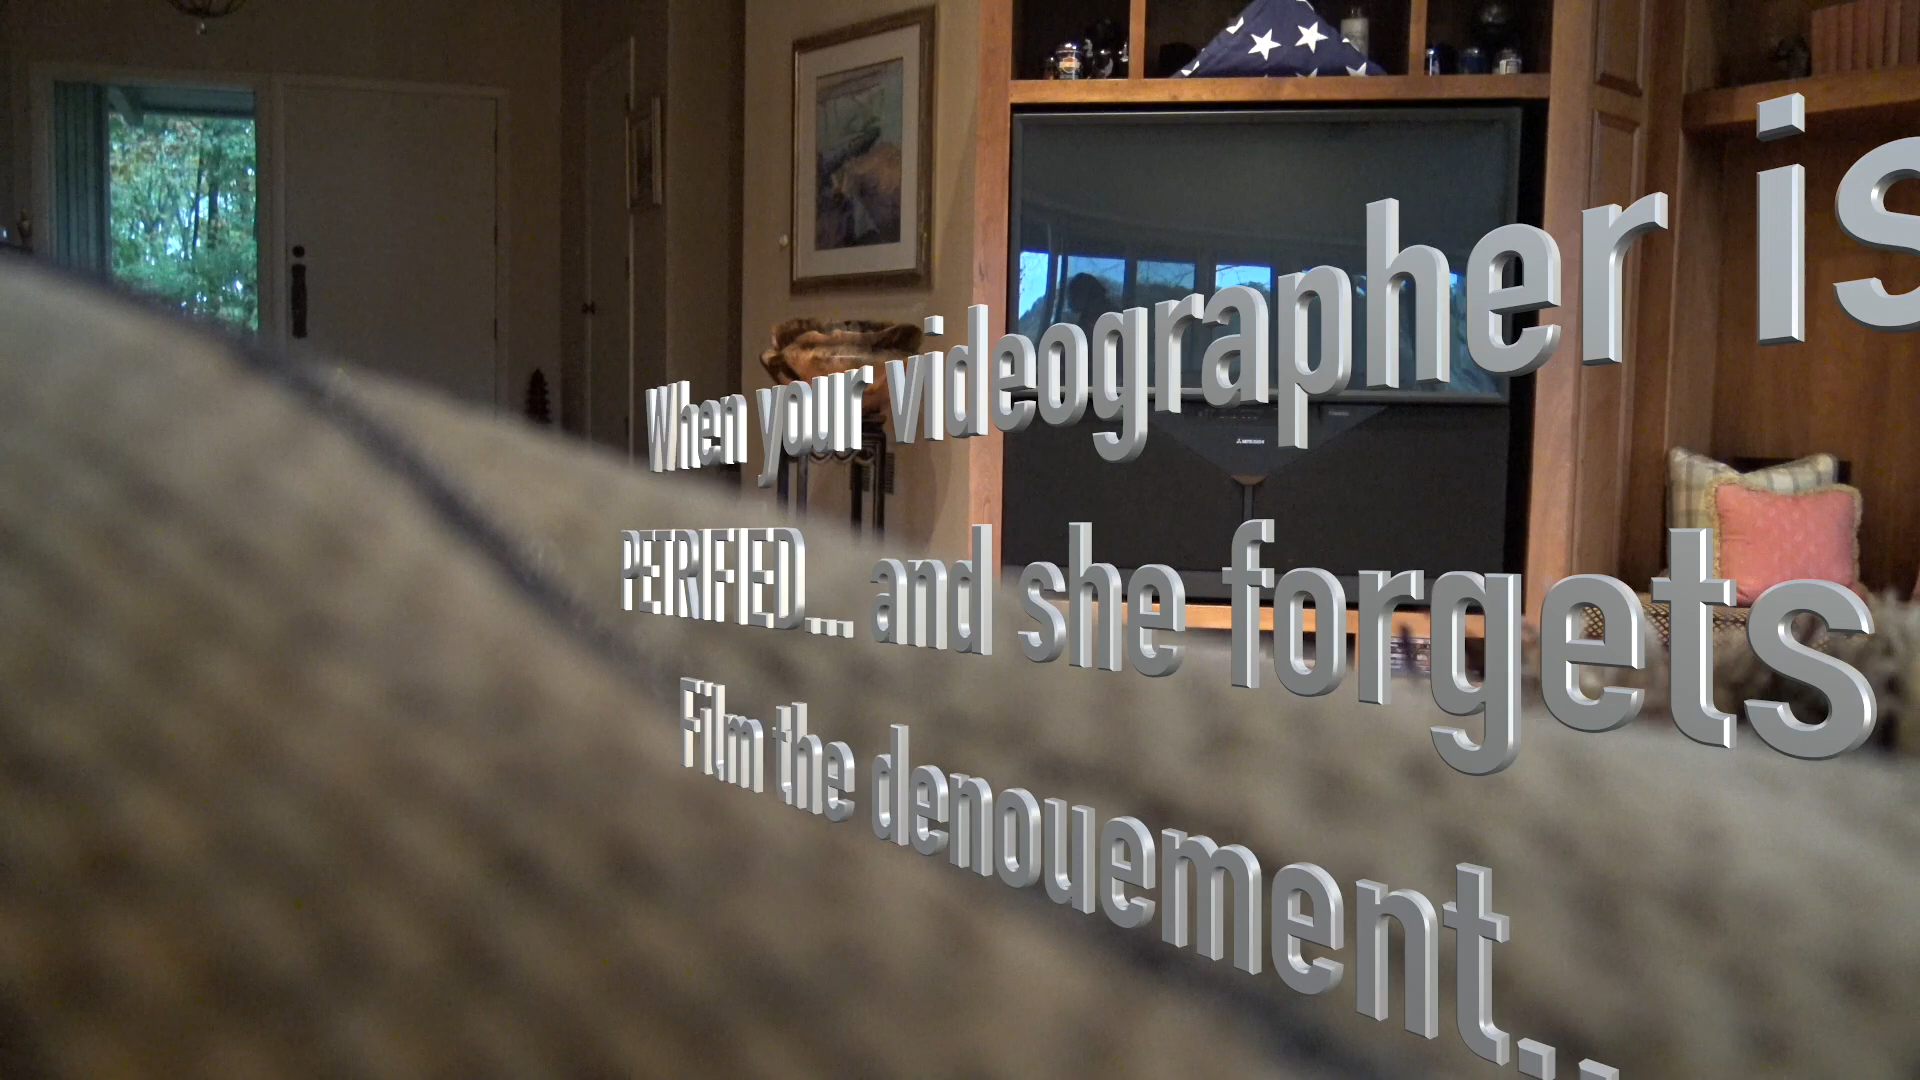 When your videographer is
PETRIFIED... and she forgets
Film the denouement..